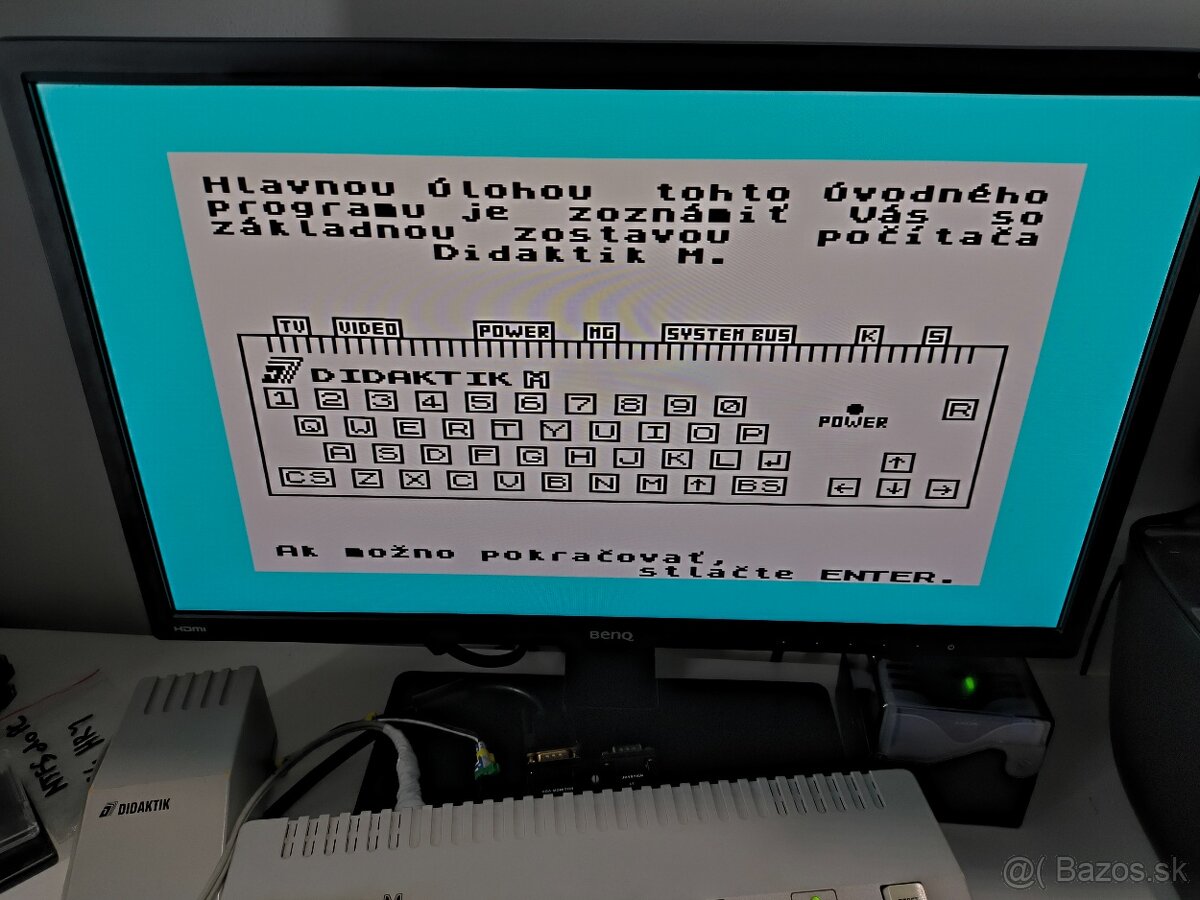 Hlavnou úlohou tohto úvodného
programu je zoznámiť Vás so
základnou zostavou počítača
Didaktik M.
TV VIDEO POWER MG SYSTEM BUS K S
DIDAKTIK M
1 2 3 4 5 6 7 8 9 0 R
POWER
Q W E R T Y U I O P
A S D F G H J K L ↵ ↑
CS Z X C V B N M ↑ BS ← ↓ →
Ak možno pokračovať,
stlačte ENTER.
HDMI
BenQ
DIDAKTIK
M
@( Bazos.sk